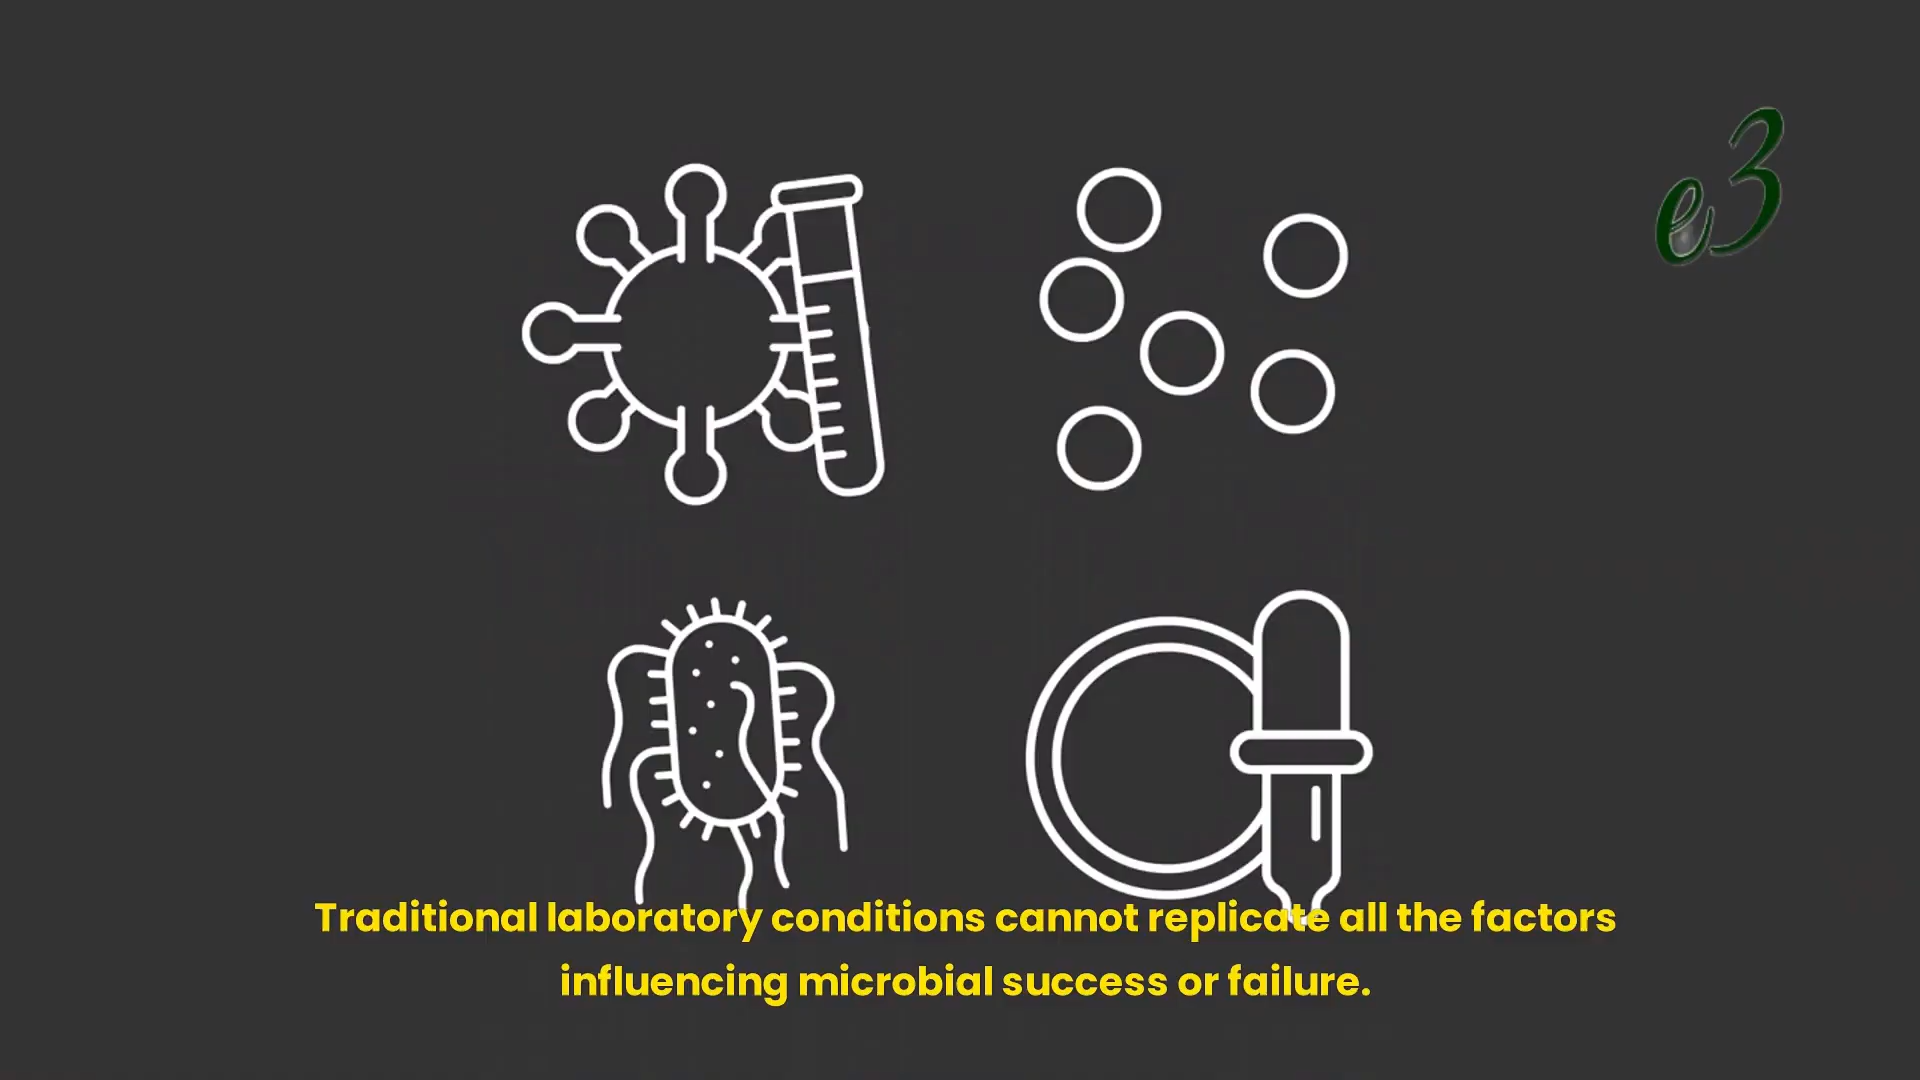 e3
Traditional laboratory conditions cannot replicate all the factors
influencing microbial success or failure.